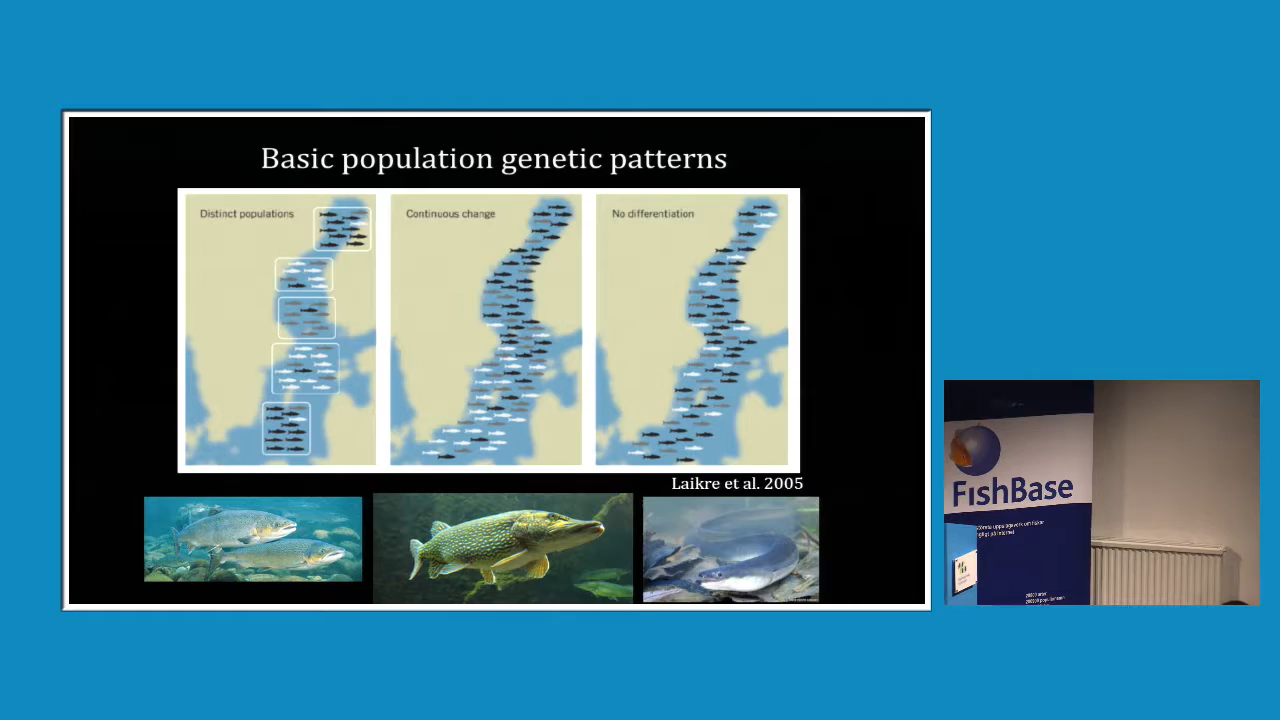 Basic population genetic patterns
Distinct populations
Continuous change
No differentiation
Laikre et al. 2005
FishBase